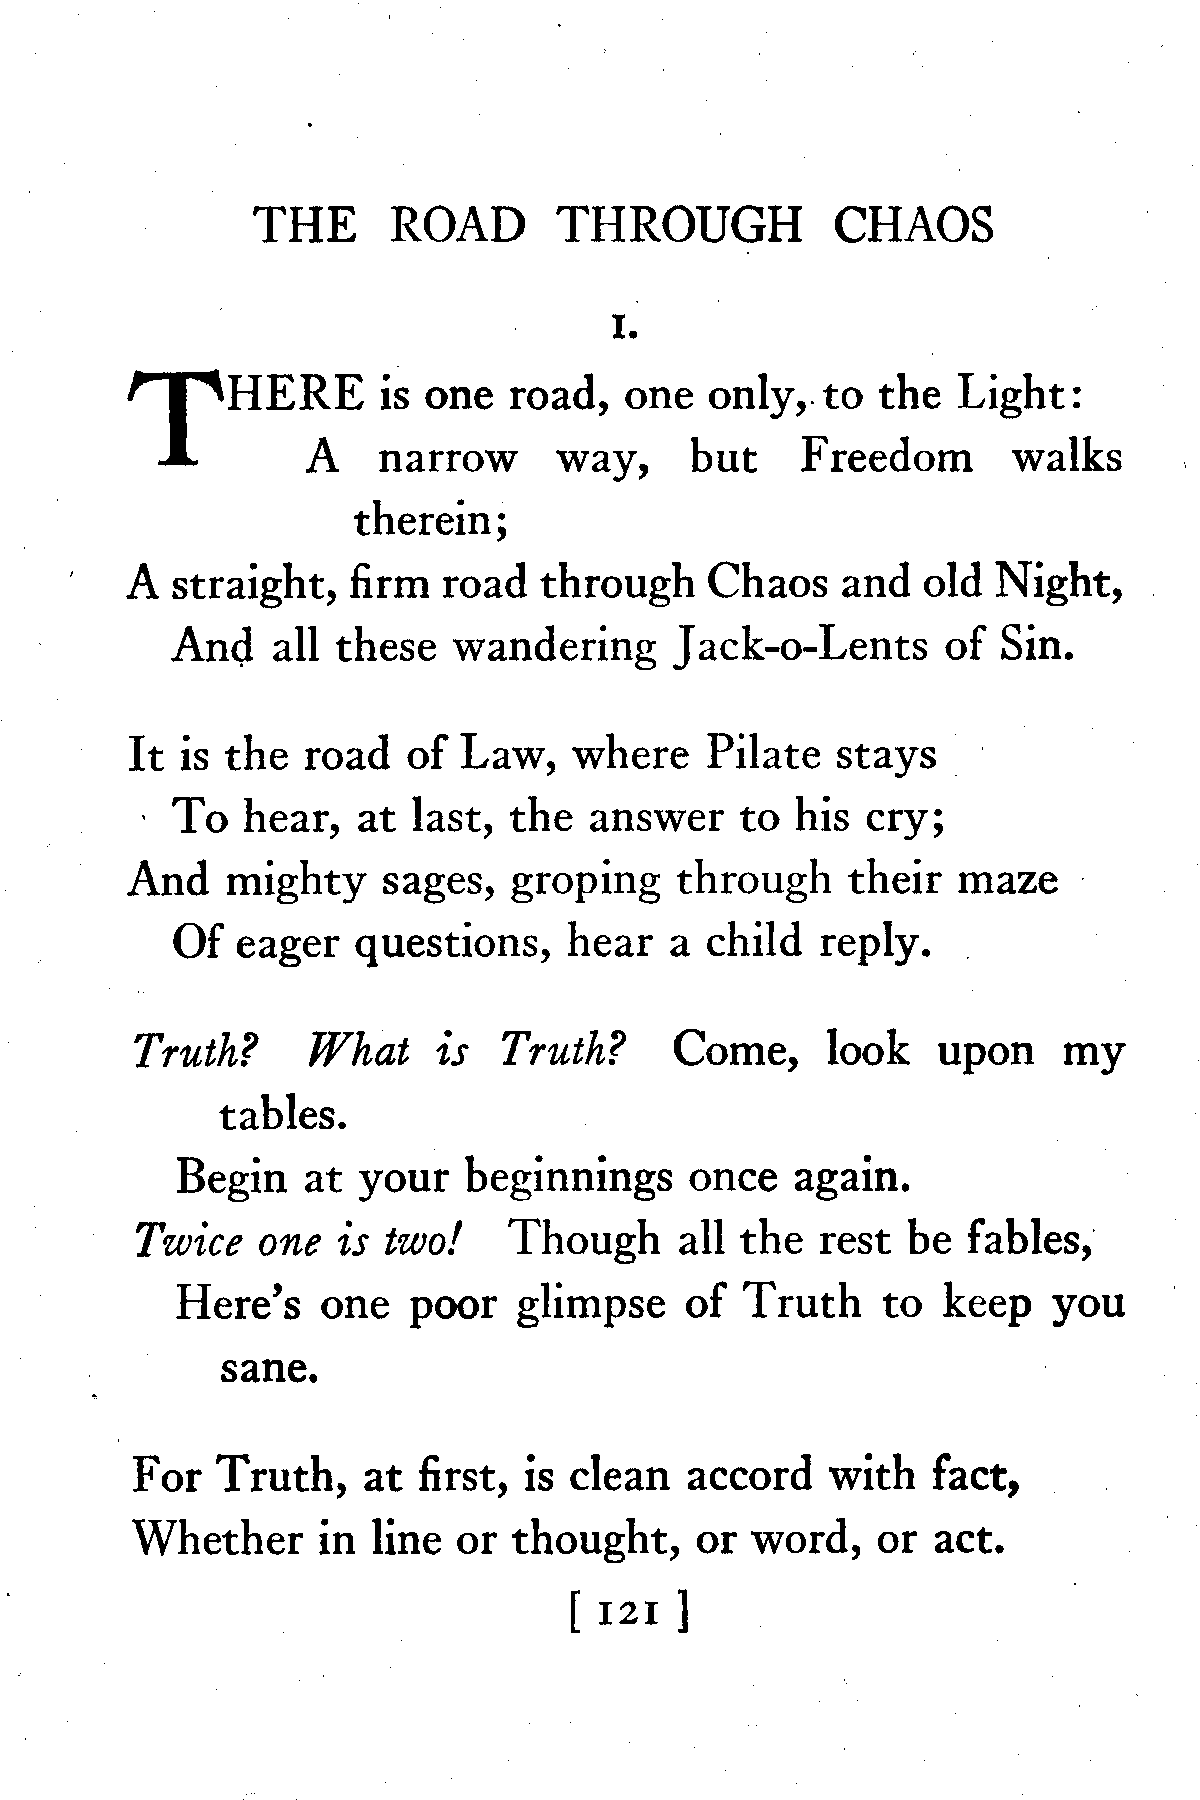 THE ROAD THROUGH CHAOS
I.
THERE is one road, one only, to the Light:
A narrow way, but Freedom walks
therein;
A straight, firm road through Chaos and old Night,
And all these wandering Jack-o-Lents of Sin.
It is the road of Law, where Pilate stays
To hear, at last, the answer to his cry;
And mighty sages, groping through their maze
Of eager questions, hear a child reply.
Truth? What is Truth? Come, look upon my
tables.
Begin at your beginnings once again.
Twice one is two! Though all the rest be fables,
Here's one poor glimpse of Truth to keep you
sane.
For Truth, at first, is clean accord with fact,
Whether in line or thought, or word, or act.
[ 121 ]